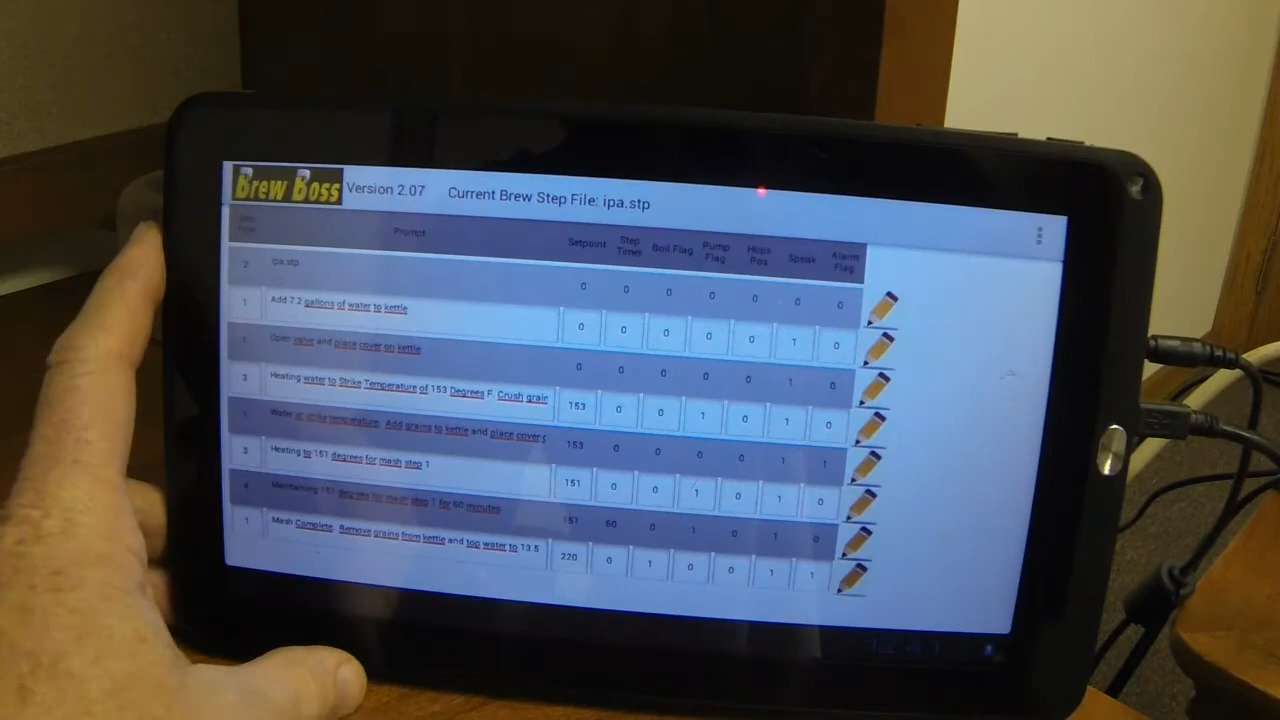 Brew Boss Version 2.07 Current Brew Step File: ipa.stp
Step Type Prompt Setpoint Step Timer Boil Flag Pump Flag Hops Pos Speak Alarm Flag
2 ipa.stp 0 0 0 0 0 0 0
1 Add 7.2 gallons of water to kettle 0 0 0 0 0 1 0
1 Open valve and place cover on kettle 0 0 0 0 0 1 0
3 Heating water to Strike Temperature of 153 Degrees F. Crush grain 153 0 0 1 0 1 0
Water at strike temperature. Add grains to kettle and place cover 153 0 0 0 0 1 1
3 Heating to 151 degrees for mash step 1 151 0 0 1 0 1 0
Maintaining 151 degrees for mash step 1 for 60 minutes 151 60 0 1 0 1 0
1 Mash Complete. Remove grains from kettle and top water to 13.5 220 0 1 0 0 1 1